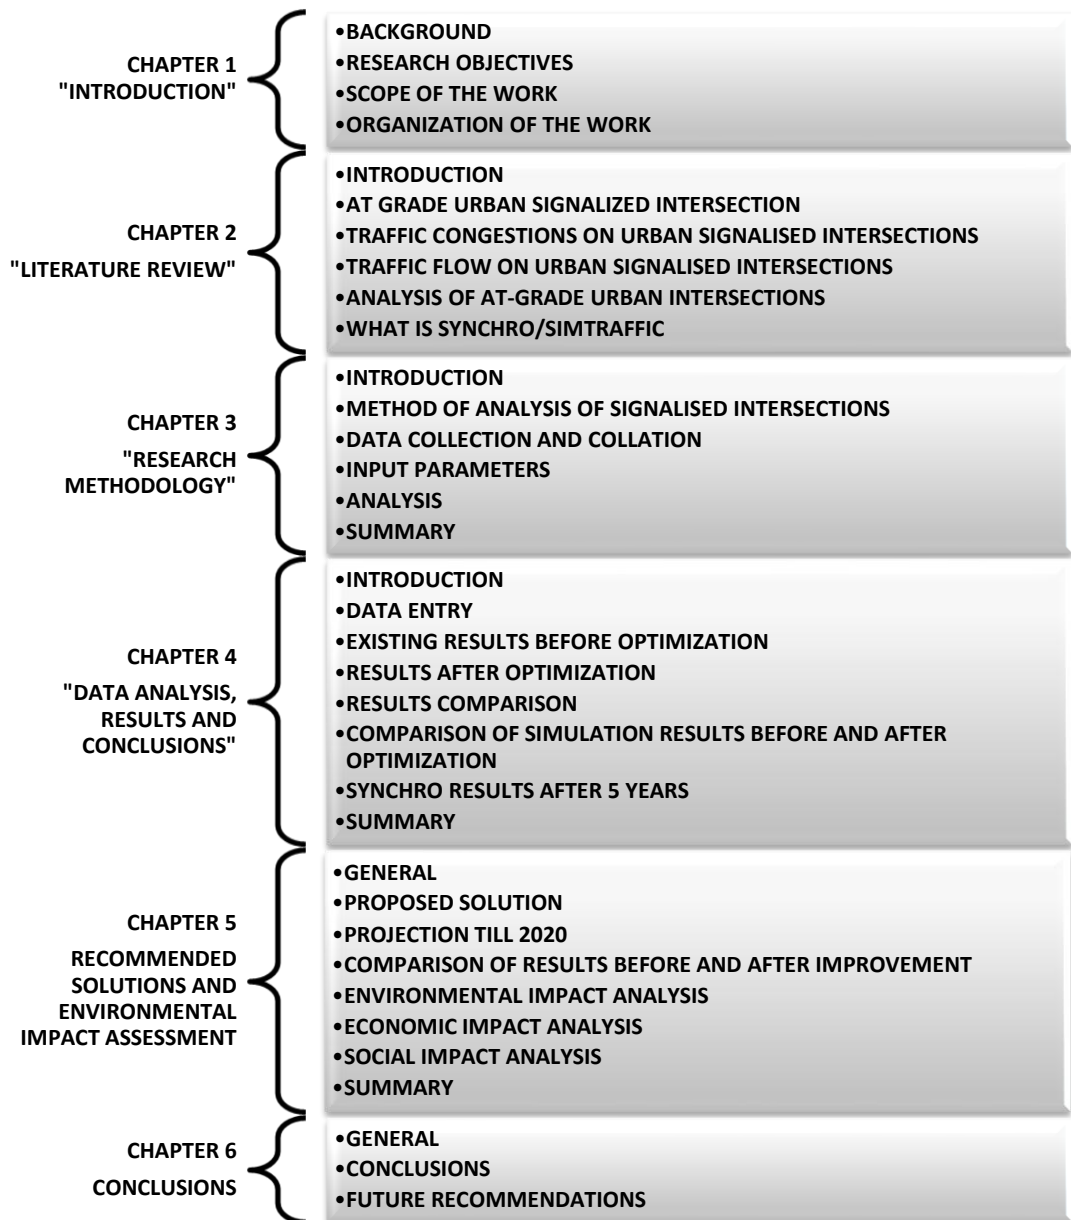 CHAPTER 1
"INTRODUCTION"
•BACKGROUND
•RESEARCH OBJECTIVES
•SCOPE OF THE WORK
•ORGANIZATION OF THE WORK
CHAPTER 2
"LITERATURE REVIEW"
•INTRODUCTION
•AT GRADE URBAN SIGNALIZED INTERSECTION
•TRAFFIC CONGESTIONS ON URBAN SIGNALISED INTERSECTIONS
•TRAFFIC FLOW ON URBAN SIGNALISED INTERSECTIONS
•ANALYSIS OF AT-GRADE URBAN INTERSECTIONS
•WHAT IS SYNCHRO/SIMTRAFFIC
CHAPTER 3
"RESEARCH
METHODOLOGY"
•INTRODUCTION
•METHOD OF ANALYSIS OF SIGNALISED INTERSECTIONS
•DATA COLLECTION AND COLLATION
•INPUT PARAMETERS
•ANALYSIS
•SUMMARY
CHAPTER 4
"DATA ANALYSIS,
RESULTS AND
CONCLUSIONS"
•INTRODUCTION
•DATA ENTRY
•EXISTING RESULTS BEFORE OPTIMIZATION
•RESULTS AFTER OPTIMIZATION
•RESULTS COMPARISON
•COMPARISON OF SIMULATION RESULTS BEFORE AND AFTER
OPTIMIZATION
•SYNCHRO RESULTS AFTER 5 YEARS
•SUMMARY
CHAPTER 5
RECOMMENDED
SOLUTIONS AND
ENVIRONMENTAL
IMPACT ASSESSMENT
•GENERAL
•PROPOSED SOLUTION
•PROJECTION TILL 2020
•COMPARISON OF RESULTS BEFORE AND AFTER IMPROVEMENT
•ENVIRONMENTAL IMPACT ANALYSIS
•ECONOMIC IMPACT ANALYSIS
•SOCIAL IMPACT ANALYSIS
•SUMMARY
CHAPTER 6
CONCLUSIONS
•GENERAL
•CONCLUSIONS
•FUTURE RECOMMENDATIONS